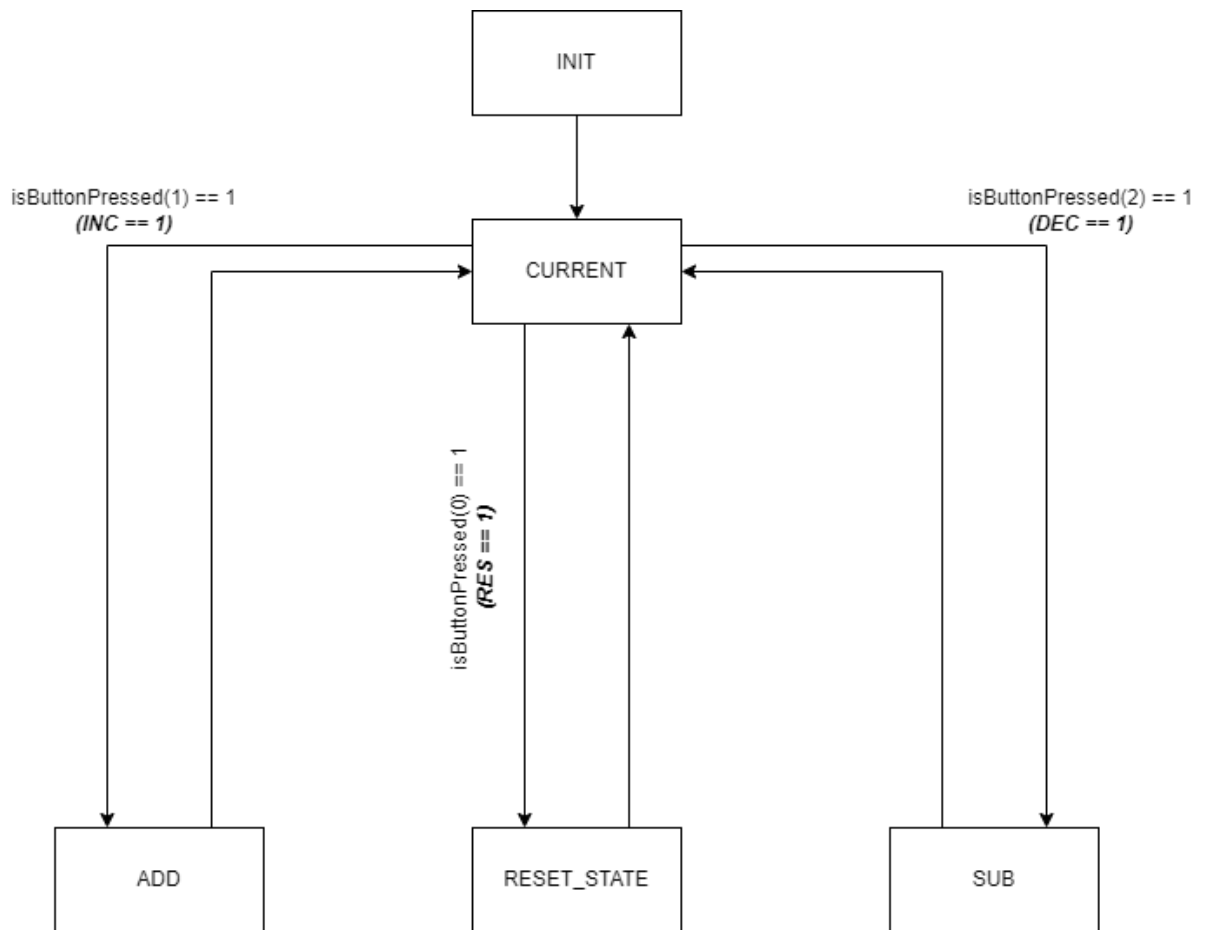 INIT
isButtonPressed(1) == 1
(INC == 1)
isButtonPressed(2) == 1
(DEC == 1)
CURRENT
isButtonPressed(0) == 1
(RES == 1)
ADD
RESET_STATE
SUB